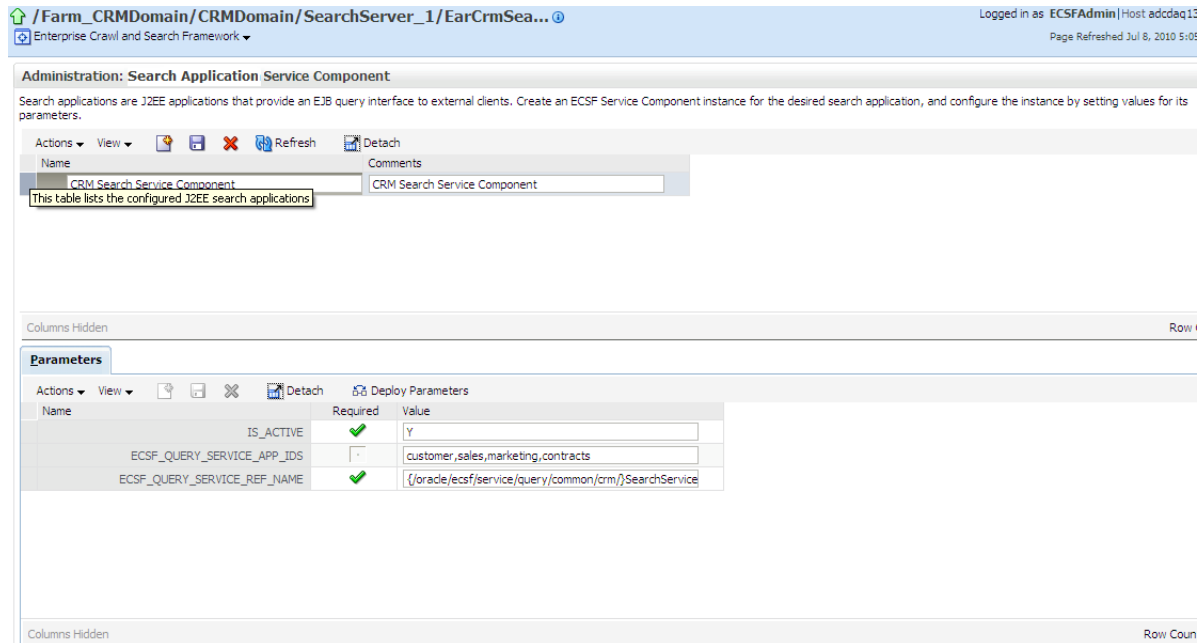 /Farm_CRMDomain/CRMDomain/SearchServer_1/EarCrmSea...
Logged in as ECSFAdmin|Host adcdaq13
Enterprise Crawl and Search Framework
Page Refreshed Jul 8, 2010 5:05
Administration: Search Application Service Component
Search applications are J2EE applications that provide an EJB query interface to external clients. Create an ECSF Service Component instance for the desired search application, and configure the instance by setting values for its
parameters.
Actions View Refresh Detach
Name Comments
CRM Search Service Component CRM Search Service Component
This table lists the configured J2EE search applications
Columns Hidden Row
Parameters
Actions View Detach Deploy Parameters
Name Required Value
IS_ACTIVE Y
ECSF_QUERY_SERVICE_APP_IDS customer,sales,marketing,contracts
ECSF_QUERY_SERVICE_REF_NAME {/oracle/ecsf/service/query/common/crm/}SearchService
Columns Hidden Row Coun